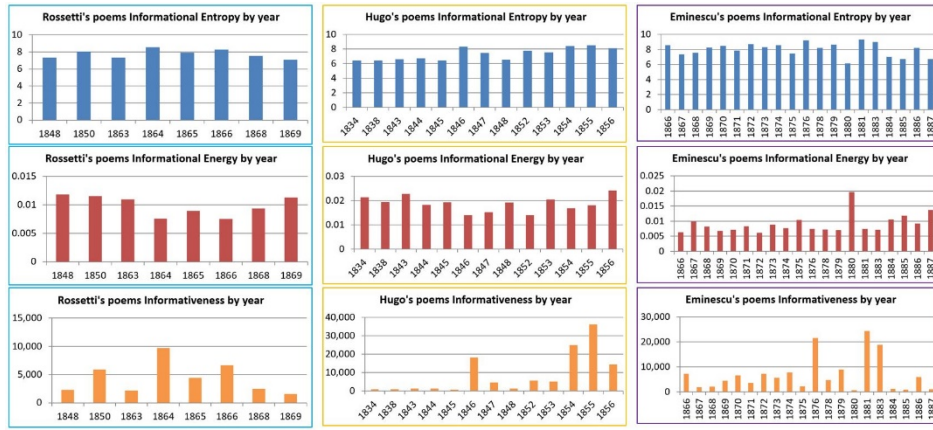 Rossetti's poems Informational Entropy by year
10
8
6
4
2
0
1848 1850 1863 1864 1865 1866 1868 1869
Hugo's poems Informational Entropy by year
10
8
6
4
2
0
1834 1838 1843 1844 1845 1846 1847 1848 1852 1853 1854 1855 1856
Eminescu's poems Informational Entropy by year
10
8
6
4
2
0
1866 1867 1868 1869 1870 1871 1872 1873 1874 1875 1876 1878 1879 1880 1881 1883 1884 1885 1886 1887
Rossetti's poems Informational Energy by year
0.015
0.01
0.005
0
1848 1850 1863 1864 1865 1866 1868 1869
Hugo's poems Informational Energy by year
0.03
0.02
0.01
0
1834 1838 1843 1844 1845 1846 1847 1848 1852 1853 1854 1855 1856
Eminescu's poems Informational Energy by year
0.025
0.02
0.015
0.01
0.005
0
1866 1867 1868 1869 1870 1871 1872 1873 1874 1875 1876 1878 1879 1880 1881 1883 1884 1885 1886 1887
Rossetti's poems Informativeness by year
15,000
10,000
5,000
0
1848 1850 1863 1864 1865 1866 1868 1869
Hugo's poems Informativeness by year
40,000
30,000
20,000
10,000
0
1834 1838 1843 1844 1845 1846 1847 1848 1852 1853 1854 1855 1856
Eminescu's poems Informativeness by year
30,000
20,000
10,000
0
1866 1867 1868 1869 1870 1871 1872 1873 1874 1875 1876 1878 1879 1880 1881 1883 1884 1885 1886 1887